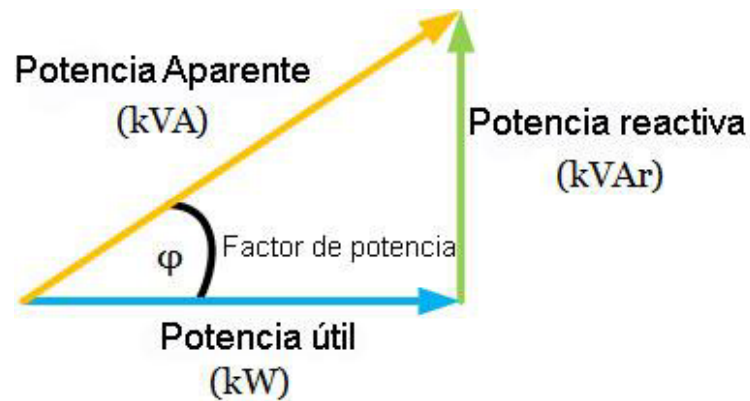 Potencia Aparente
(kVA)
Potencia reactiva
(kVAr)
φ
Factor de potencia
Potencia útil
(kW)